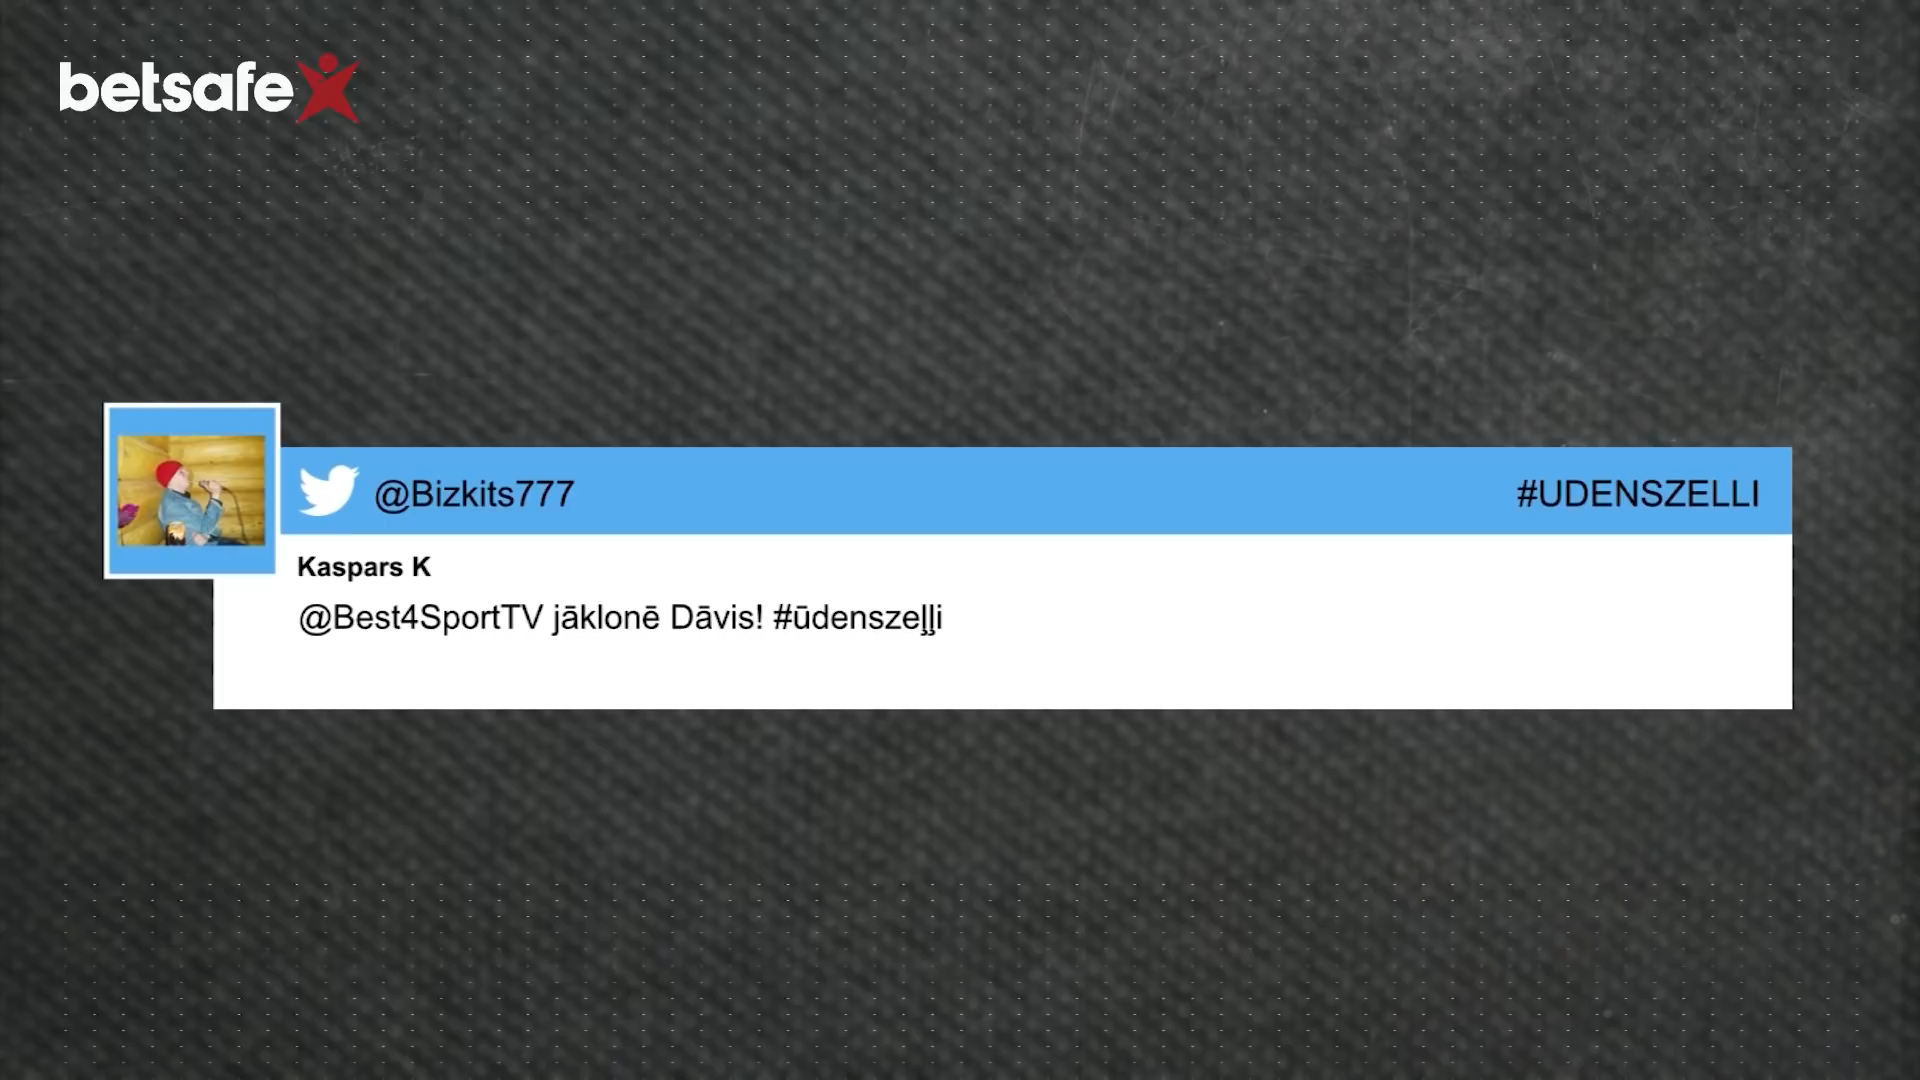 betsafe
@Bizkits777 #UDENSZELLI
Kaspars K
@Best4SportTV jāklonē Dāvis! #ūdenszeļļi